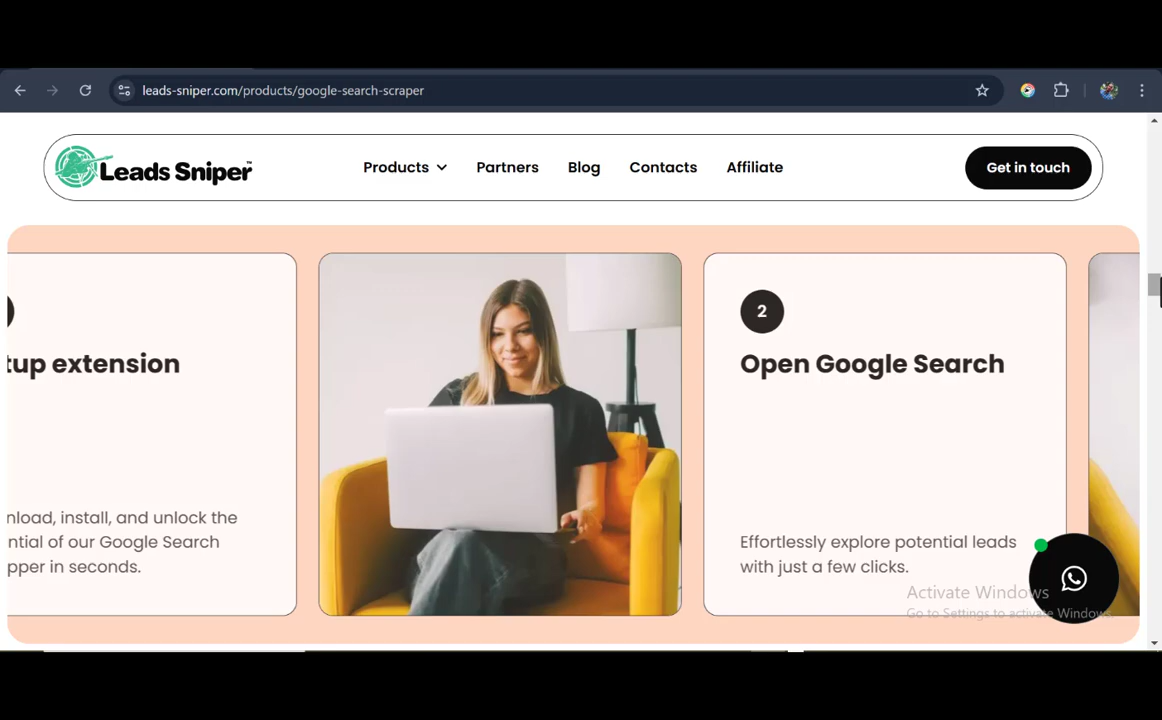 leads-sniper.com/products/google-search-scraper
Leads Sniper™
Products
Partners
Blog
Contacts
Affiliate
Get in touch
tup extension
nload, install, and unlock the
ntial of our Google Search
pper in seconds.
2
Open Google Search
Effortlessly explore potential leads
with just a few clicks.
Activate Windows
Go to Settings to activate Windows.